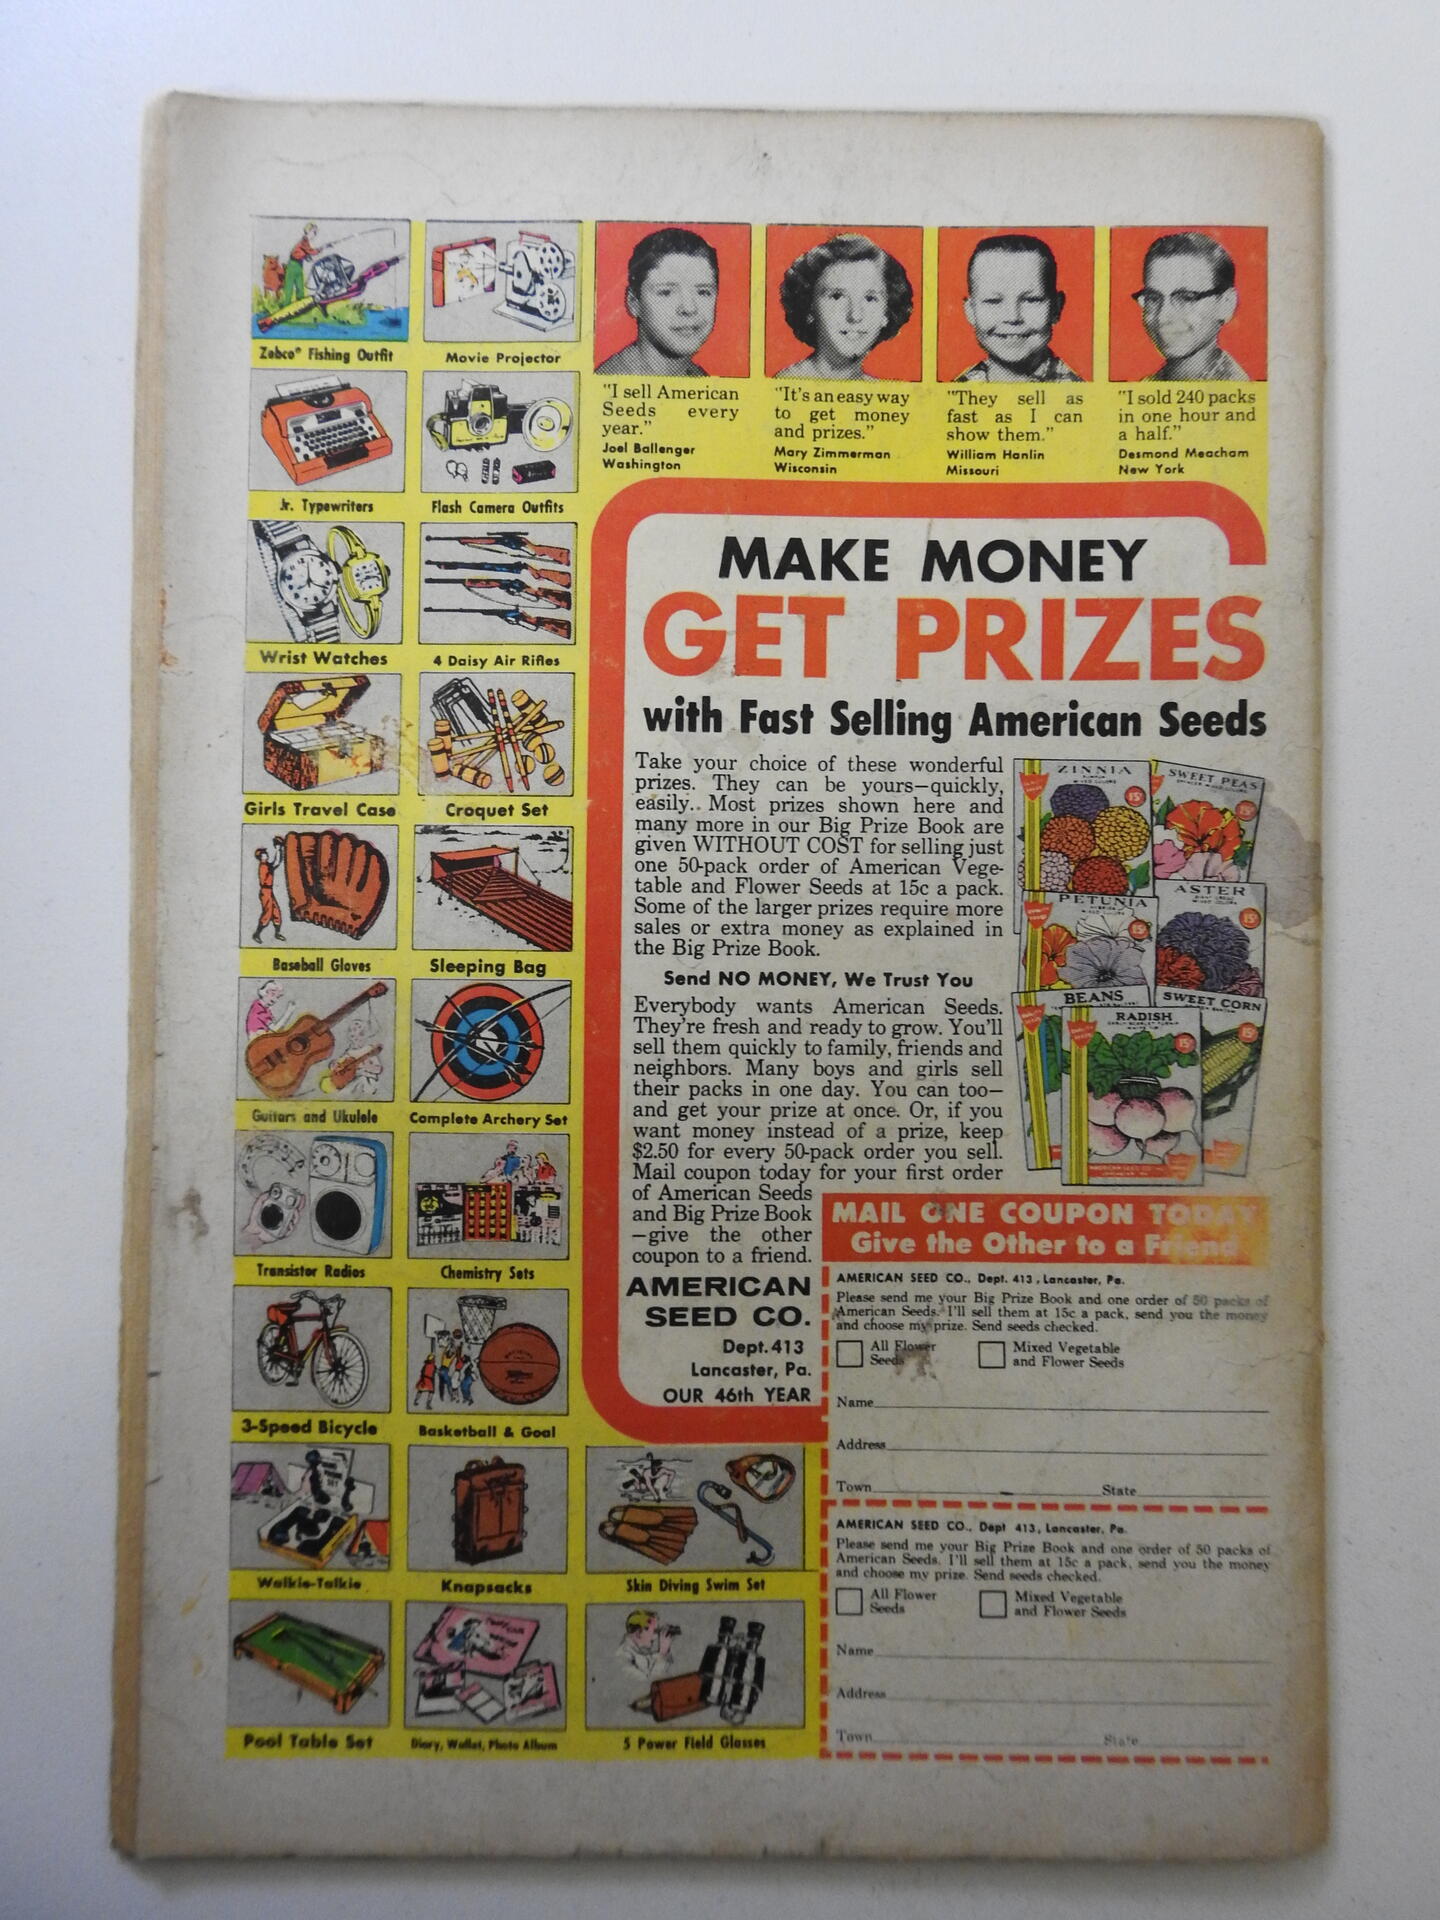 Zebco® Fishing Outfit
Movie Projector
Jr. Typewriters
Flash Camera Outfits
Wrist Watches
4 Daisy Air Rifles
Girls Travel Case
Croquet Set
Baseball Gloves
Sleeping Bag
Guitars and Ukulele
Complete Archery Set
Transistor Radios
Chemistry Sets
3-Speed Bicycle
Basketball & Goal
Walkie-Talkie
Knapsacks
Skin Diving Swim Set
Pool Table Set
Diary, Wallet, Photo Album
5 Power Field Glasses
"I sell American
Seeds every
year."
Joel Ballenger
Washington
"It's an easy way
to get money
and prizes."
Mary Zimmerman
Wisconsin
"They sell as
fast as I can
show them."
William Hanlin
Missouri
"I sold 240 packs
in one hour and
a half."
Desmond Meacham
New York
MAKE MONEY
GET PRIZES
with Fast Selling American Seeds
Take your choice of these wonderful
prizes. They can be yours—quickly,
easily. Most prizes shown here and
many more in our Big Prize Book are
given WITHOUT COST for selling just
one 50-pack order of American Vege-
table and Flower Seeds at 15c a pack.
Some of the larger prizes require more
sales or extra money as explained in
the Big Prize Book.
Send NO MONEY, We Trust You
Everybody wants American Seeds.
They're fresh and ready to grow. You'll
sell them quickly to family, friends and
neighbors. Many boys and girls sell
their packs in one day. You can too—
and get your prize at once. Or, if you
want money instead of a prize, keep
$2.50 for every 50-pack order you sell.
Mail coupon today for your first order
of American Seeds
and Big Prize Book
—give the other
coupon to a friend.
AMERICAN
SEED CO.
Dept. 413
Lancaster, Pa.
OUR 46th YEAR
ZINNIA
MIXED COLORS
15¢
SWEET PEAS
MIXED COLORS
15¢
PETUNIA
MIXED COLORS
15¢
ASTER
MIXED COLORS
15¢
BEANS
SWEET CORN
15¢
RADISH
15¢
MAIL ONE COUPON TODAY
Give the Other to a Friend
AMERICAN SEED CO., Dept. 413, Lancaster, Pa.
Please send me your Big Prize Book and one order of 50 packs of
American Seeds. I'll sell them at 15c a pack, send you the money
and choose my prize. Send seeds checked.
All Flower
Seeds
Mixed Vegetable
and Flower Seeds
Name
Address
Town State
AMERICAN SEED CO., Dept 413, Lancaster, Pa.
Please send me your Big Prize Book and one order of 50 packs of
American Seeds. I'll sell them at 15c a pack, send you the money
and choose my prize. Send seeds checked.
All Flower
Seeds
Mixed Vegetable
and Flower Seeds
Name
Address
Town State